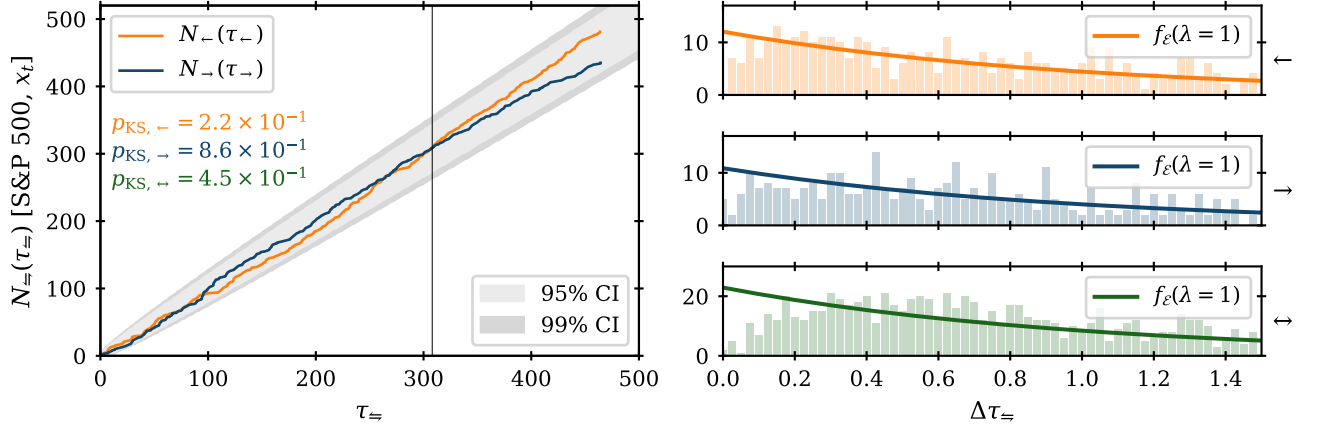 N⇋(τ⇋) [S&P 500, x_t]
500
400
300
200
100
0
N←(τ←)
N→(τ→)
p_KS, ← = 2.2 × 10⁻¹
p_KS, → = 8.6 × 10⁻¹
p_KS, ↔ = 4.5 × 10⁻¹
95% CI
99% CI
0 100 200 300 400 500
τ⇋
10
0
f_ℰ(λ = 1)
←
10
0
f_ℰ(λ = 1)
→
20
0
f_ℰ(λ = 1)
↔
0.0 0.2 0.4 0.6 0.8 1.0 1.2 1.4
Δτ⇋